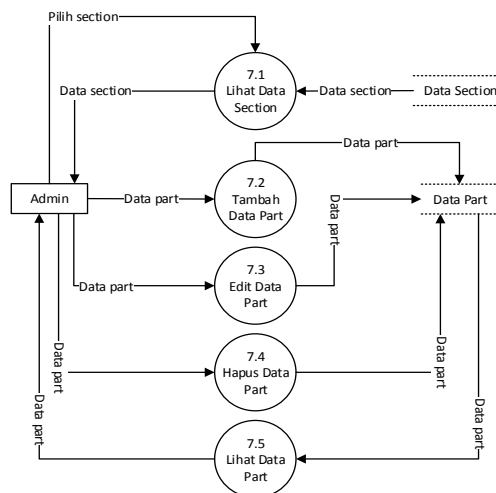 Pilih section
7.1
Lihat Data
Section
Data section
Data section
Data Section
Data part
7.2
Tambah
Data Part
Admin
Data part
Data Part
Data part
7.3
Edit Data
Part
Data part
7.4
Hapus Data
Part
Data part
Data part
Data part
Data part
7.5
Lihat Data
Part